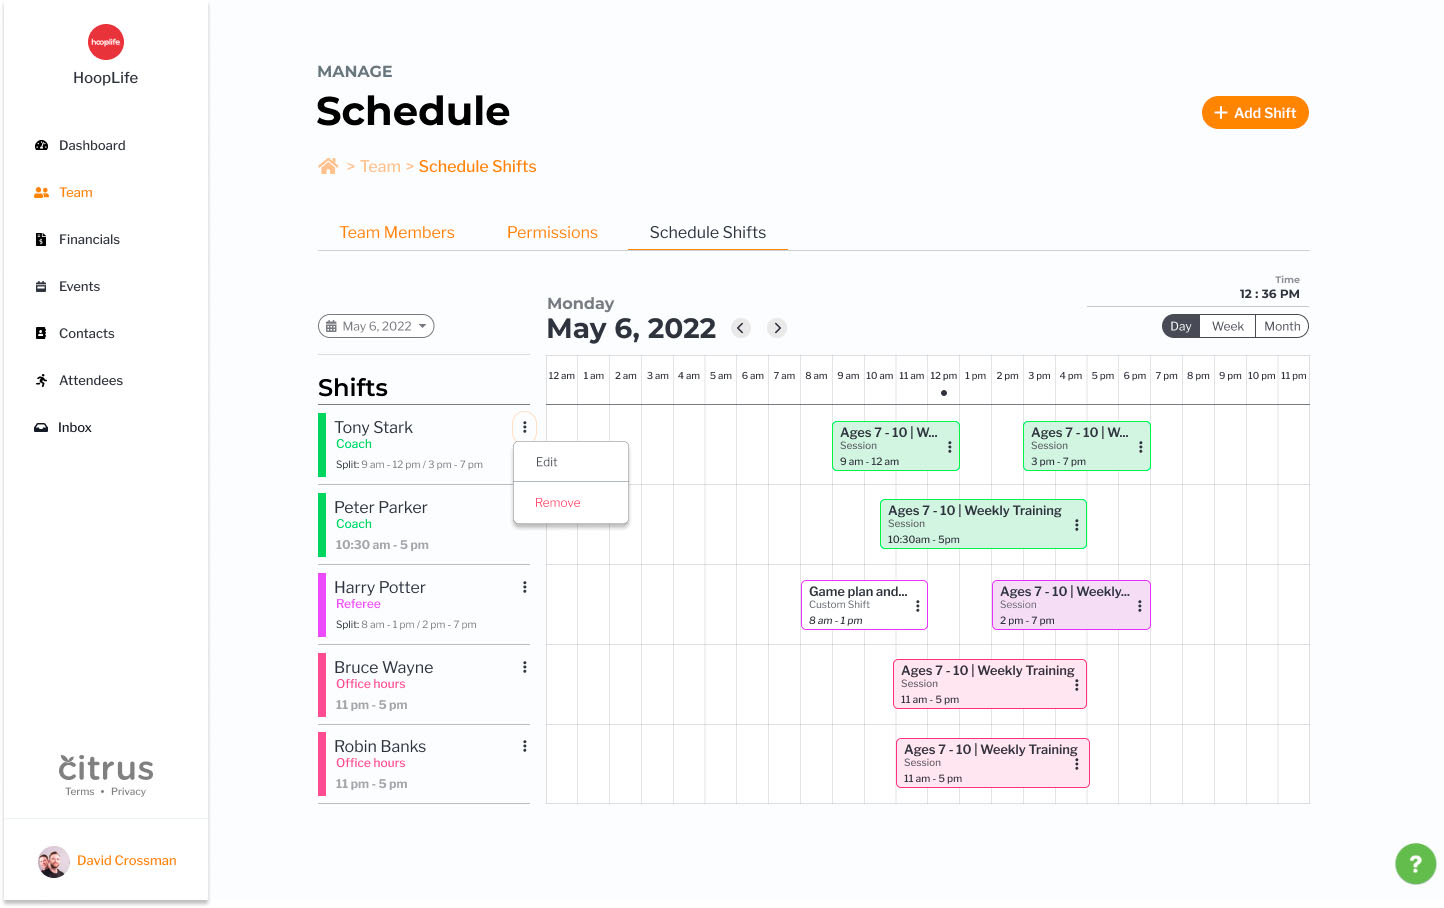 hooplife
HoopLife
Dashboard
Team
Financials
Events
Contacts
Attendees
Inbox
čitrus
Terms • Privacy
David Crossman
MANAGE
Schedule
+ Add Shift
> Team > Schedule Shifts
Team Members Permissions Schedule Shifts
Time
12 : 36 PM
May 6, 2022
Monday
May 6, 2022
Day Week Month
Shifts
12 am 1 am 2 am 3 am 4 am 5 am 6 am 7 am 8 am 9 am 10 am 11 am 12 pm 1 pm 2 pm 3 pm 4 pm 5 pm 6 pm 7 pm 8 pm 9 pm 10 pm 11 pm
Tony Stark
Coach
Split: 9 am - 12 pm / 3 pm - 7 pm
Edit
Remove
Ages 7 - 10 | W...
Session
9 am - 12 am
Ages 7 - 10 | W...
Session
3 pm - 7 pm
Peter Parker
Coach
10:30 am - 5 pm
Ages 7 - 10 | Weekly Training
Session
10:30am - 5pm
Harry Potter
Referee
Split: 8 am - 1 pm / 2 pm - 7 pm
Game plan and...
Custom Shift
8 am - 1 pm
Ages 7 - 10 | Weekly...
Session
2 pm - 7 pm
Bruce Wayne
Office hours
11 pm - 5 pm
Ages 7 - 10 | Weekly Training
Session
11 am - 5 pm
Robin Banks
Office hours
11 pm - 5 pm
Ages 7 - 10 | Weekly Training
Session
11 am - 5 pm
?